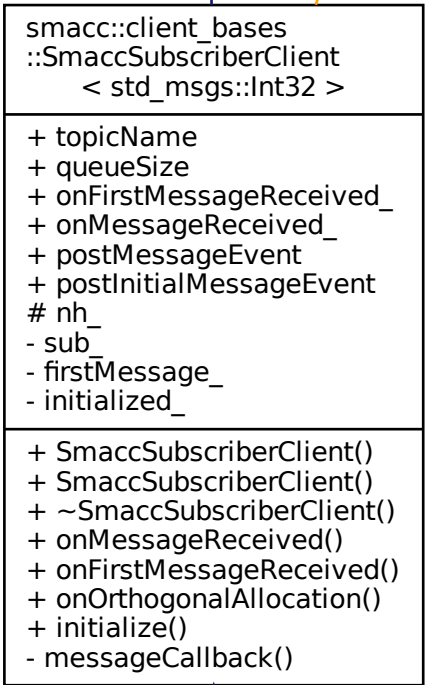 smacc::client_bases
::SmaccSubscriberClient
< std_msgs::Int32 >
+ topicName
+ queueSize
+ onFirstMessageReceived_
+ onMessageReceived_
+ postMessageEvent
+ postInitialMessageEvent
# nh_
- sub_
- firstMessage_
- initialized_
+ SmaccSubscriberClient()
+ SmaccSubscriberClient()
+ ~SmaccSubscriberClient()
+ onMessageReceived()
+ onFirstMessageReceived()
+ onOrthogonalAllocation()
+ initialize()
- messageCallback()